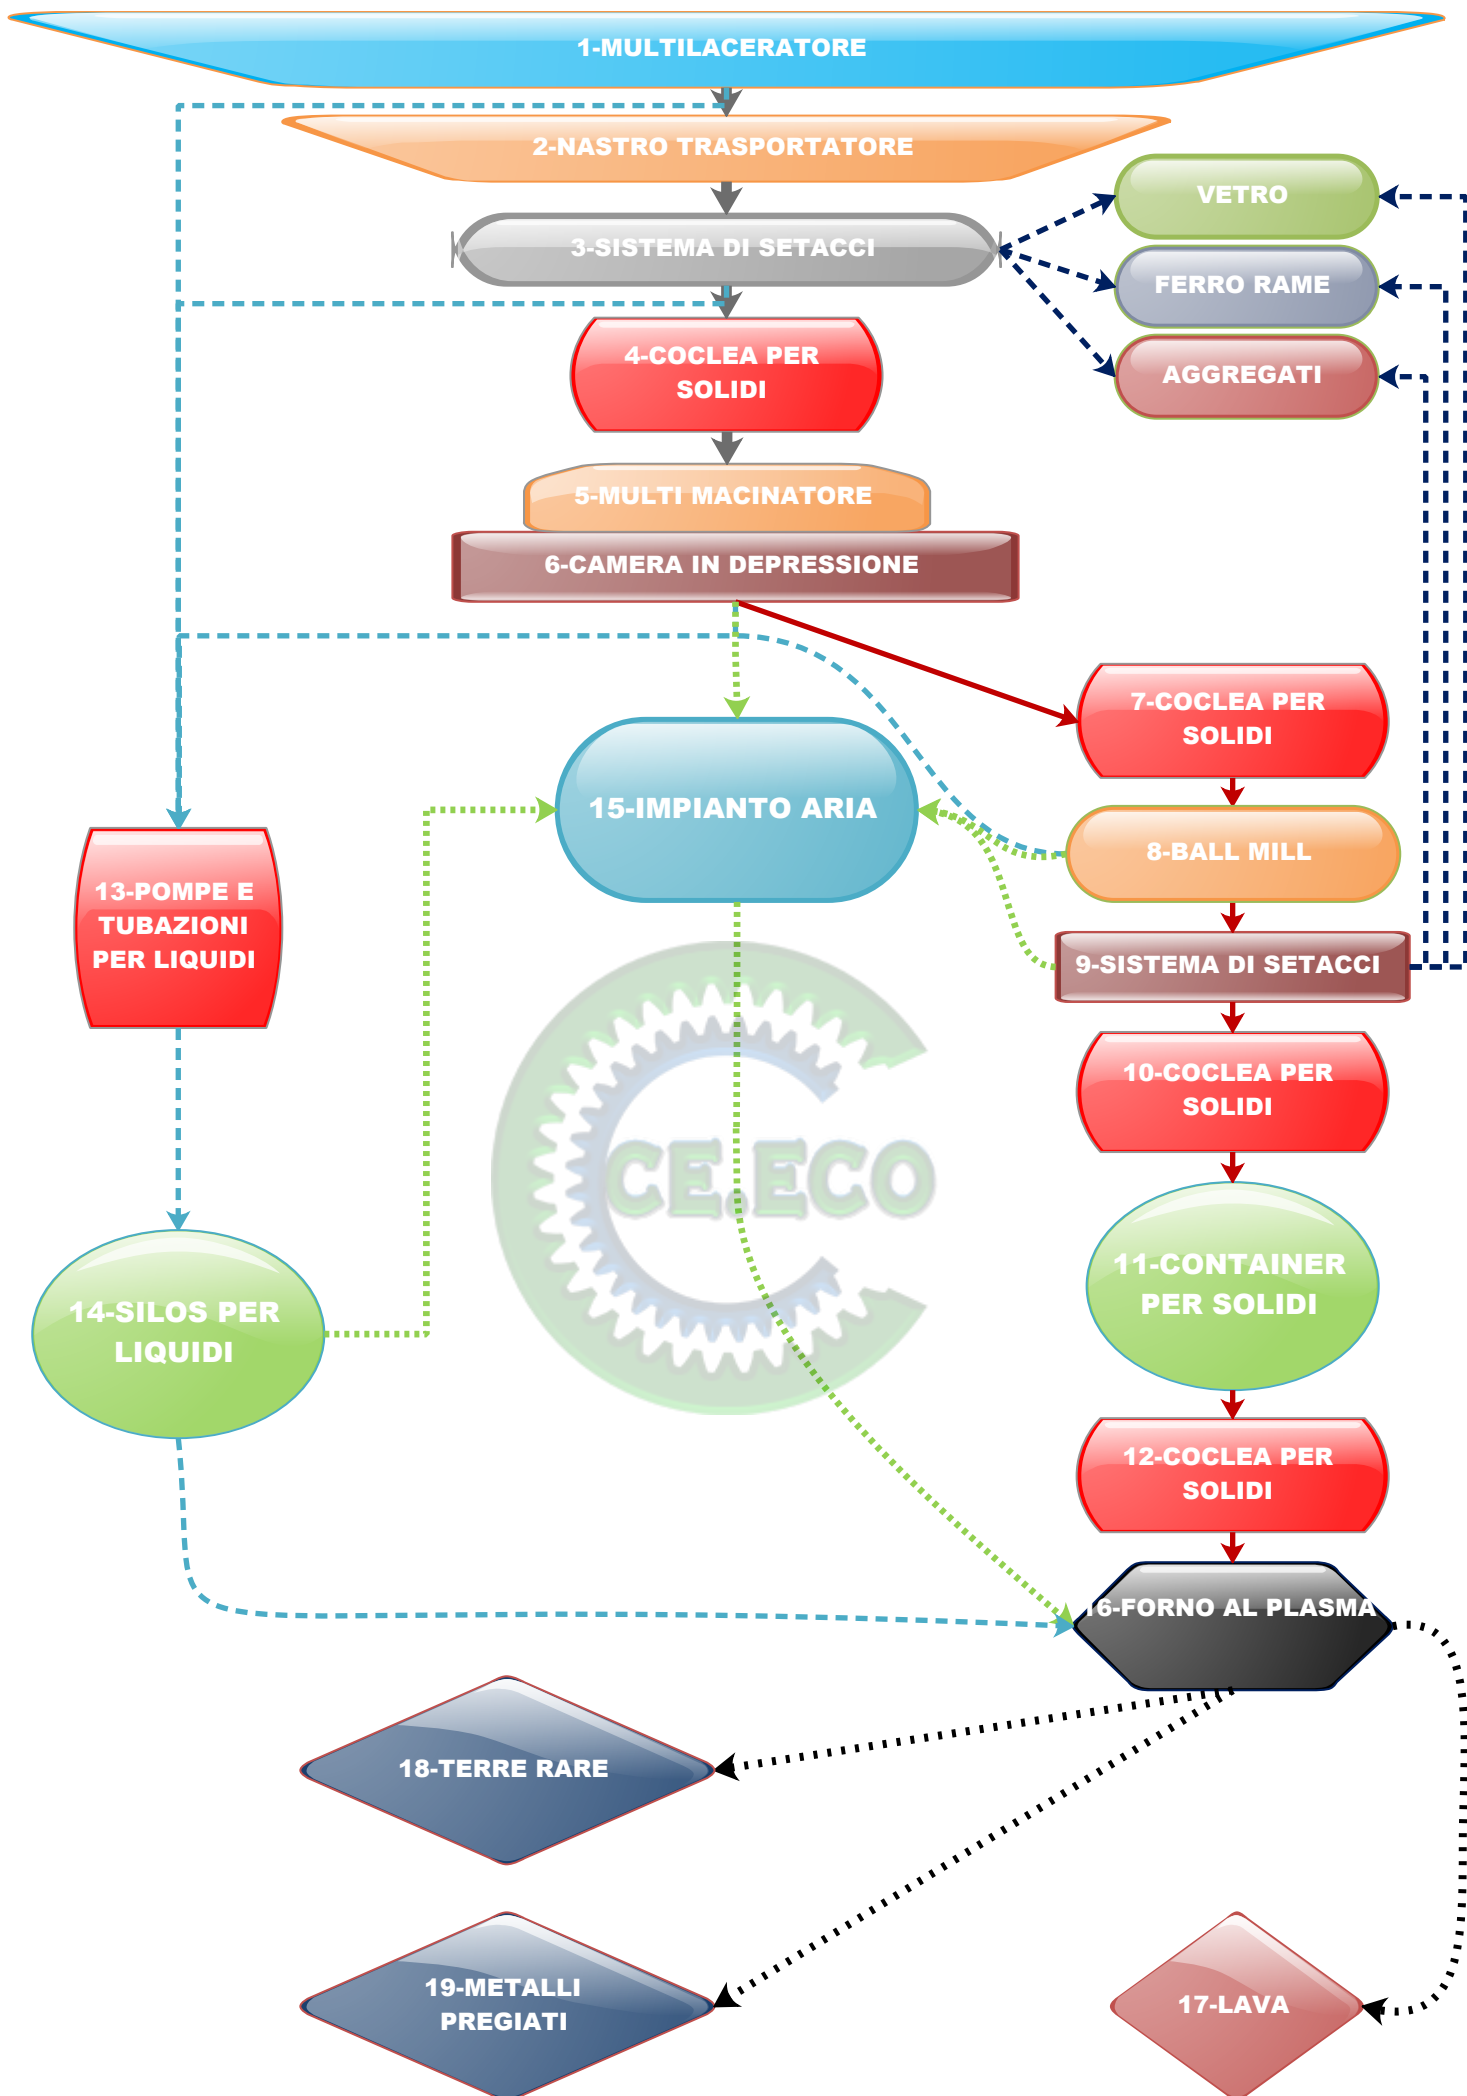 1-MULTILACERATORE
2-NASTRO TRASPORTATORE
VETRO
3-SISTEMA DI SETACCI
FERRO RAME
4-COCLEA PER
SOLIDI
AGGREGATI
5-MULTI MACINATORE
6-CAMERA IN DEPRESSIONE
7-COCLEA PER
SOLIDI
15-IMPIANTO ARIA
8-BALL MILL
13-POMPE E
TUBAZIONI
PER LIQUIDI
9-SISTEMA DI SETACCI
10-COCLEA PER
SOLIDI
CE.ECO
11-CONTAINER
PER SOLIDI
14-SILOS PER
LIQUIDI
12-COCLEA PER
SOLIDI
16-FORNO AL PLASMA
18-TERRE RARE
19-METALLI
PREGIATI
17-LAVA